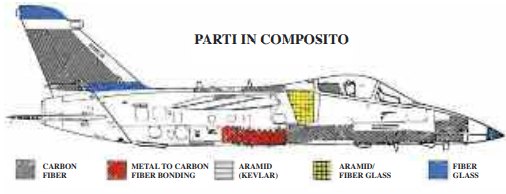 PARTI IN COMPOSITO
CARBON
FIBER
METAL TO CARBON
FIBER BONDING
ARAMID
(KEVLAR)
ARAMID/
FIBER GLASS
FIBER
GLASS